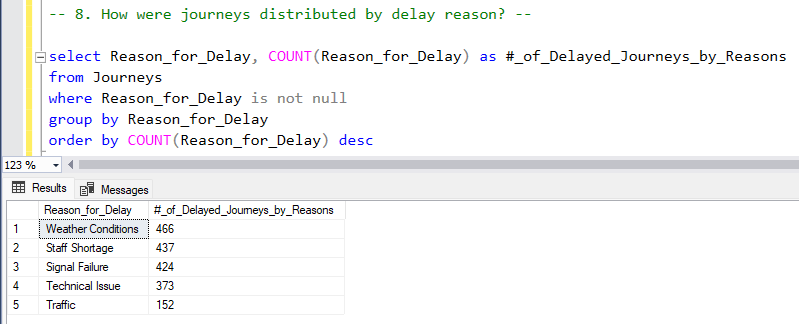 -- 8. How were journeys distributed by delay reason? --
select Reason_for_Delay, COUNT(Reason_for_Delay) as #_of_Delayed_Journeys_by_Reasons
from Journeys
where Reason_for_Delay is not null
group by Reason_for_Delay
order by COUNT(Reason_for_Delay) desc
123 %
Results Messages
Reason_for_Delay #_of_Delayed_Journeys_by_Reasons
1 Weather Conditions 466
2 Staff Shortage 437
3 Signal Failure 424
4 Technical Issue 373
5 Traffic 152